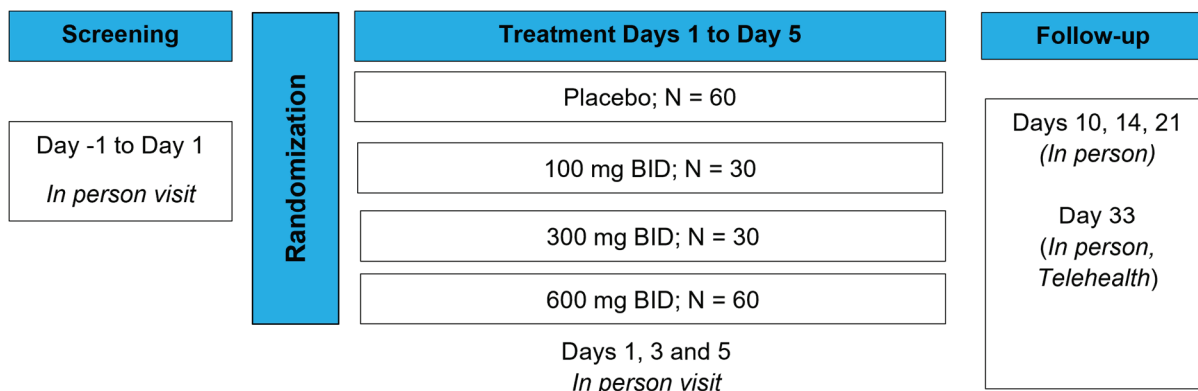 Screening
Day -1 to Day 1
In person visit
Randomization
Treatment Days 1 to Day 5
Placebo; N = 60
100 mg BID; N = 30
300 mg BID; N = 30
600 mg BID; N = 60
Days 1, 3 and 5
In person visit
Follow-up
Days 10, 14, 21
(In person)
Day 33
(In person,
Telehealth)